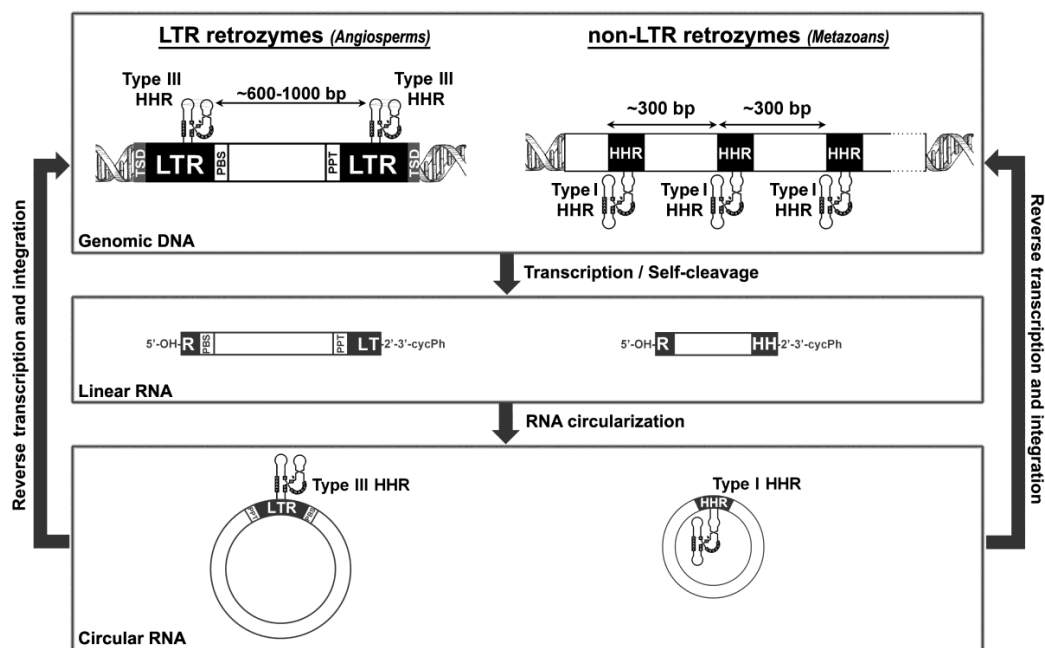 LTR retrozymes (Angiosperms)
non-LTR retrozymes (Metazoans)
Type III
HHR
~600-1000 bp
Type III
HHR
TSD
LTR
PBS
PPT
LTR
TSD
~300 bp
~300 bp
HHR
HHR
HHR
Type I
HHR
Type I
HHR
Type I
HHR
Genomic DNA
Transcription / Self-cleavage
5'-OH-
R
PBS
PPT
LT
-2'-3'-cycPh
5'-OH-
R
HH
-2'-3'-cycPh
Linear RNA
RNA circularization
Type III HHR
PPT
LTR
PBS
Type I HHR
HHR
Circular RNA
Reverse transcription and integration
Reverse transcription and integration